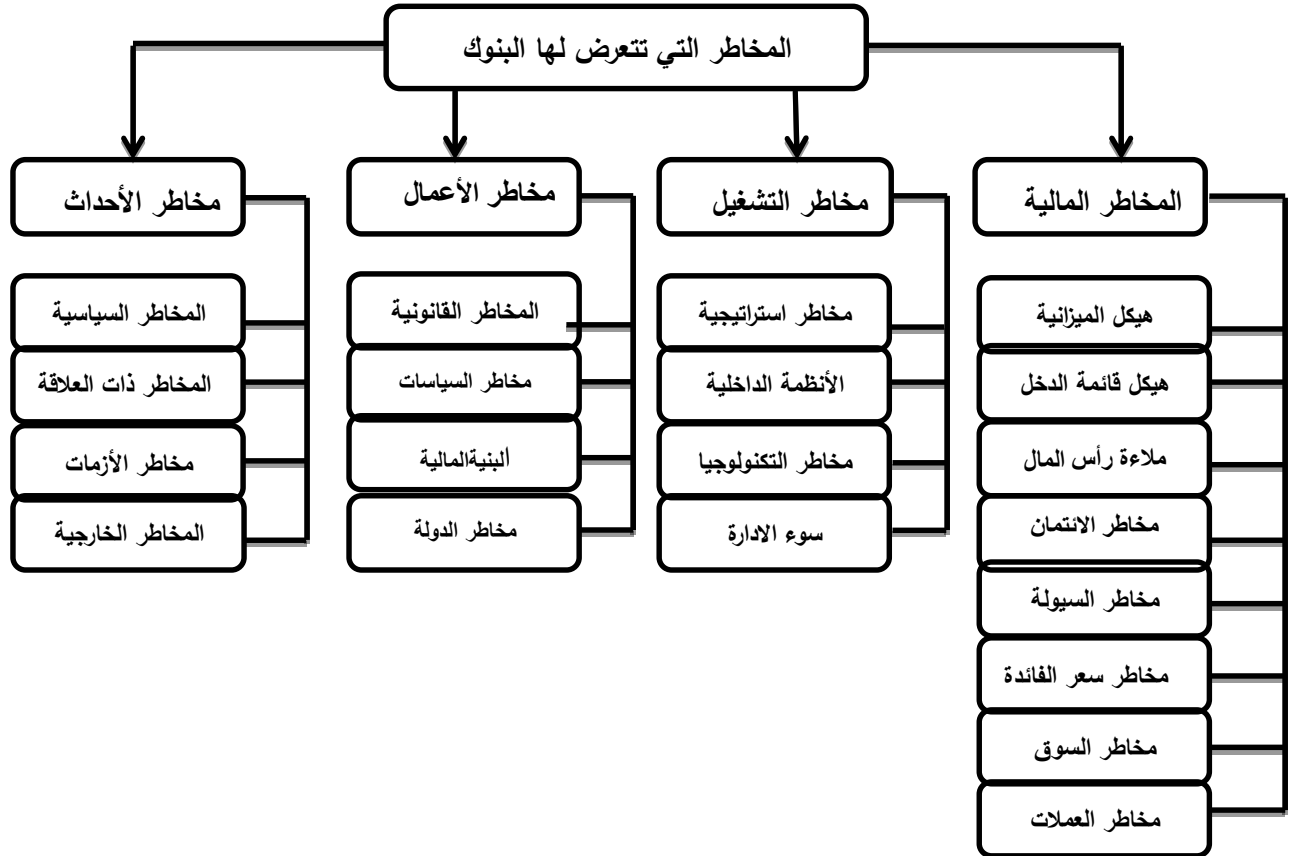 المخاطر التي تتعرض لها البنوك
المخاطر المالية
مخاطر التشغيل
مخاطر الأعمال
مخاطر الأحداث
هيكل الميزانية
هيكل قائمة الدخل
ملاءة رأس المال
مخاطر الائتمان
مخاطر السيولة
مخاطر سعر الفائدة
مخاطر السوق
مخاطر العملات
مخاطر استراتيجية
الأنظمة الداخلية
مخاطر التكنولوجيا
سوء الادارة
المخاطر القانونية
مخاطر السياسات
ألبنيةالمالية
مخاطر الدولة
المخاطر السياسية
المخاطر ذات العلاقة
مخاطر الأزمات
المخاطر الخارجية